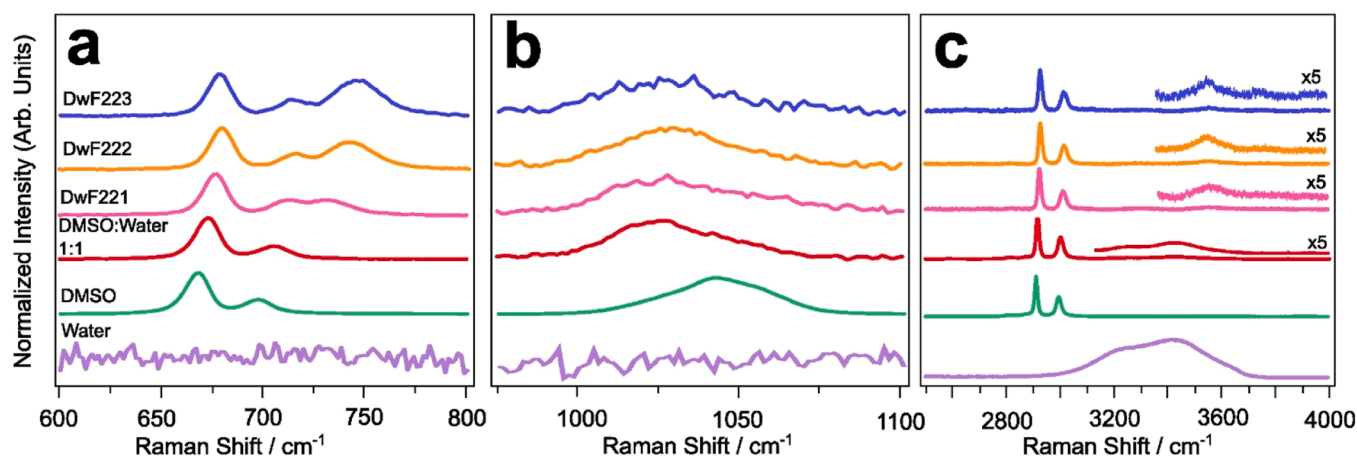 Normalized Intensity (Arb. Units)
a
DwF223
DwF222
DwF221
DMSO:Water
1:1
DMSO
Water
600 650 700 750 800
Raman Shift / cm⁻¹
b
1000 1050 1100
Raman Shift / cm⁻¹
c
x5
x5
x5
x5
2800 3200 3600 4000
Raman Shift / cm⁻¹